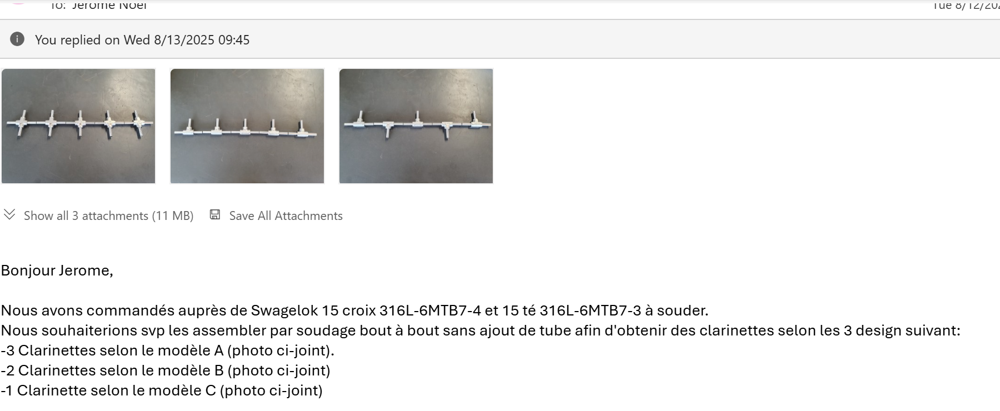 To: Jerome Noel
Tue 8/12/202
You replied on Wed 8/13/2025 09:45
Show all 3 attachments (11 MB)
Save All Attachments
Bonjour Jerome,
Nous avons commandés auprès de Swagelok 15 croix 316L-6MTB7-4 et 15 té 316L-6MTB7-3 à souder.
Nous souhaiterions svp les assembler par soudage bout à bout sans ajout de tube afin d'obtenir des clarinettes selon les 3 design suivant:
-3 Clarinettes selon le modèle A (photo ci-joint).
-2 Clarinettes selon le modèle B (photo ci-joint)
-1 Clarinette selon le modèle C (photo ci-joint)